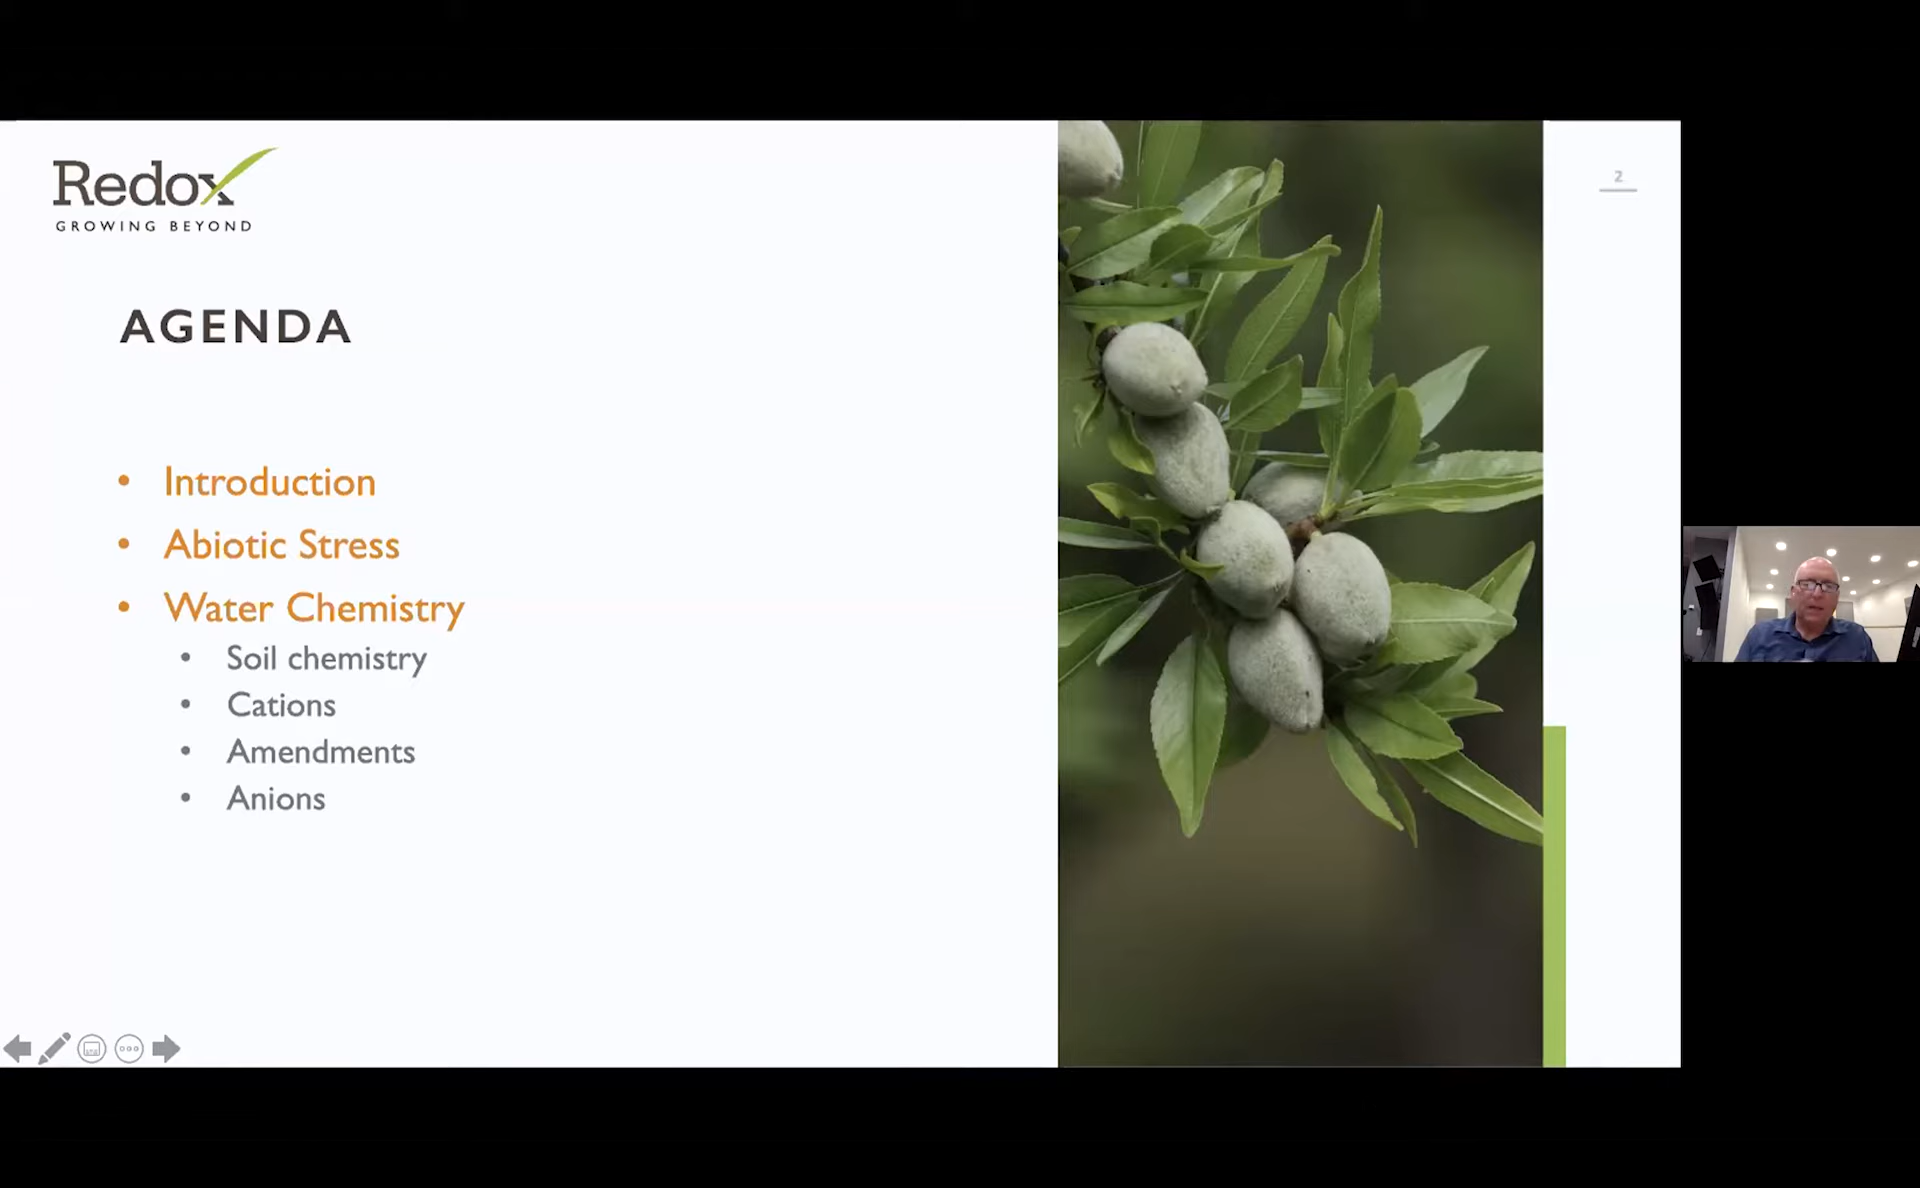 Redox
GROWING BEYOND
2
AGENDA
• Introduction
• Abiotic Stress
• Water Chemistry
• Soil chemistry
• Cations
• Amendments
• Anions